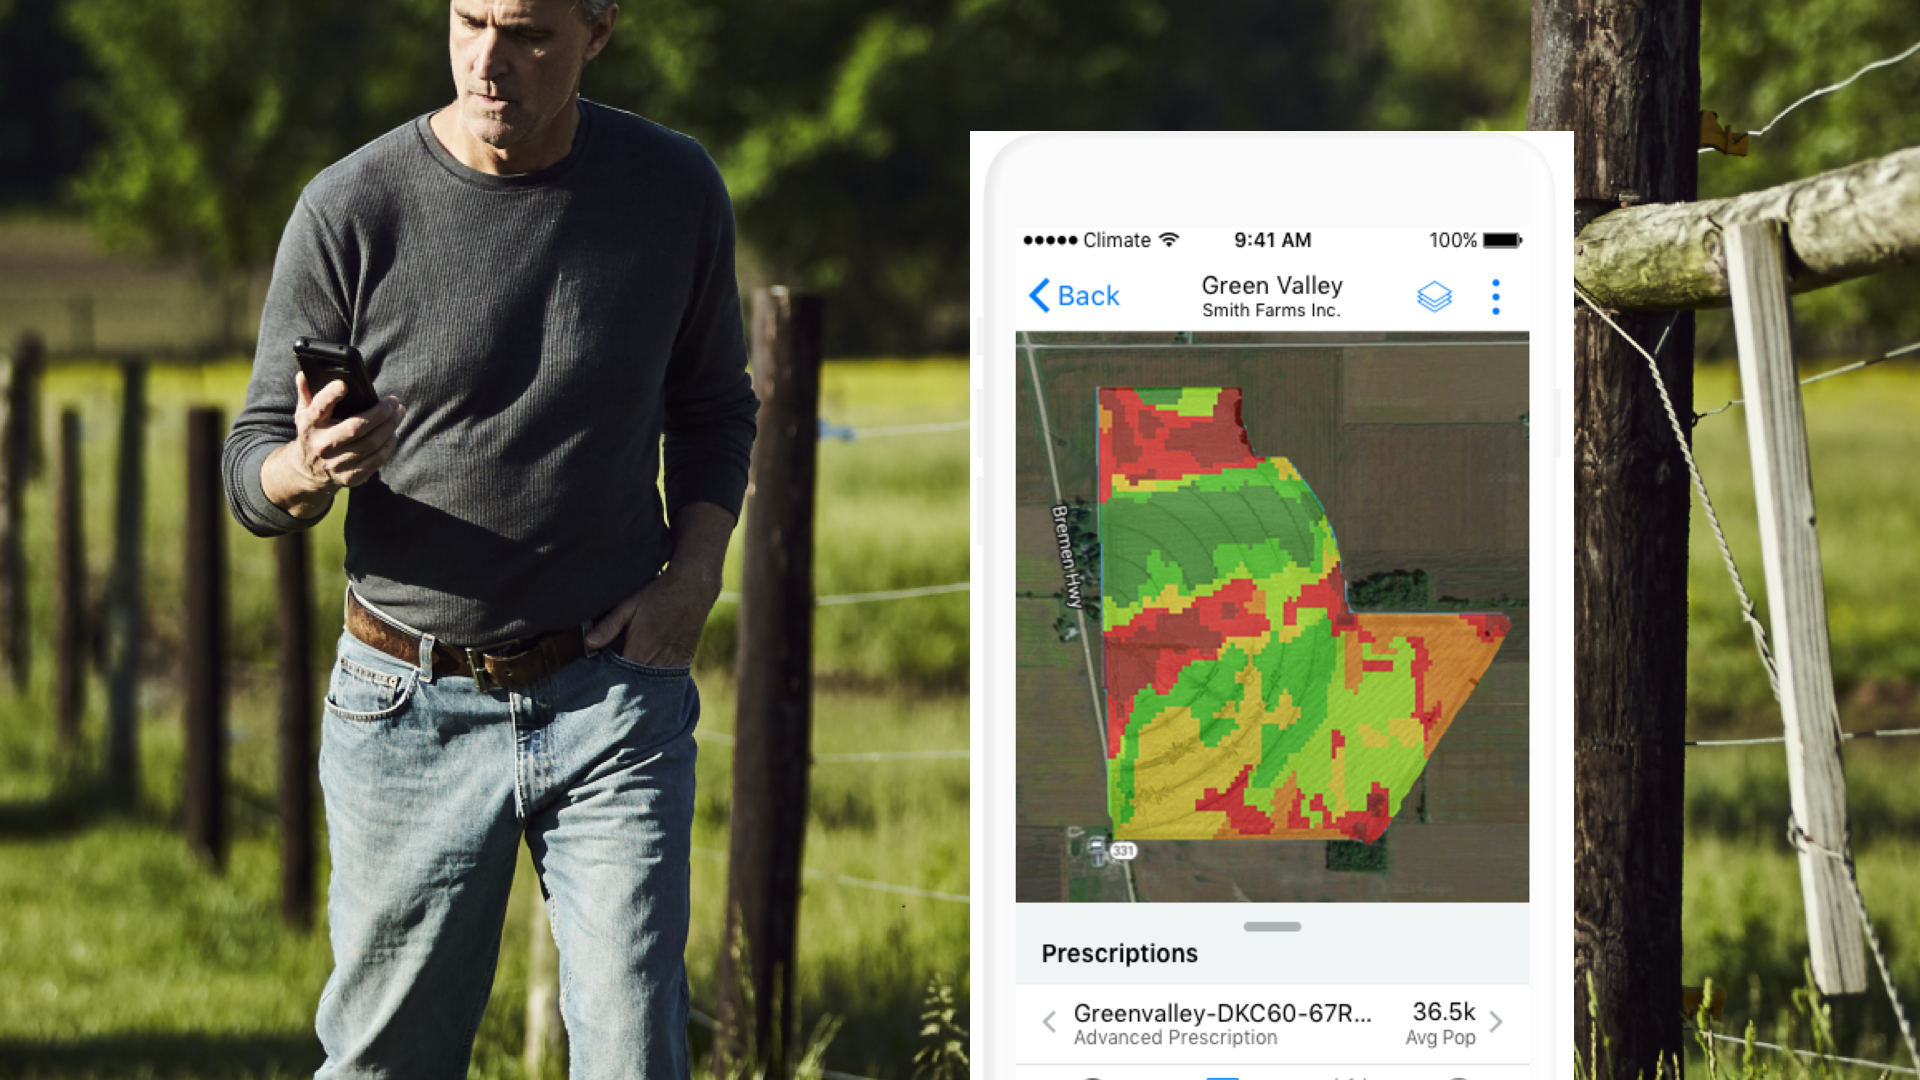 Climate 9:41 AM 100%
Back
Green Valley
Smith Farms Inc.
Bremen Hwy
331
Prescriptions
Greenvalley-DKC60-67R... 36.5k
Advanced Prescription Avg Pop